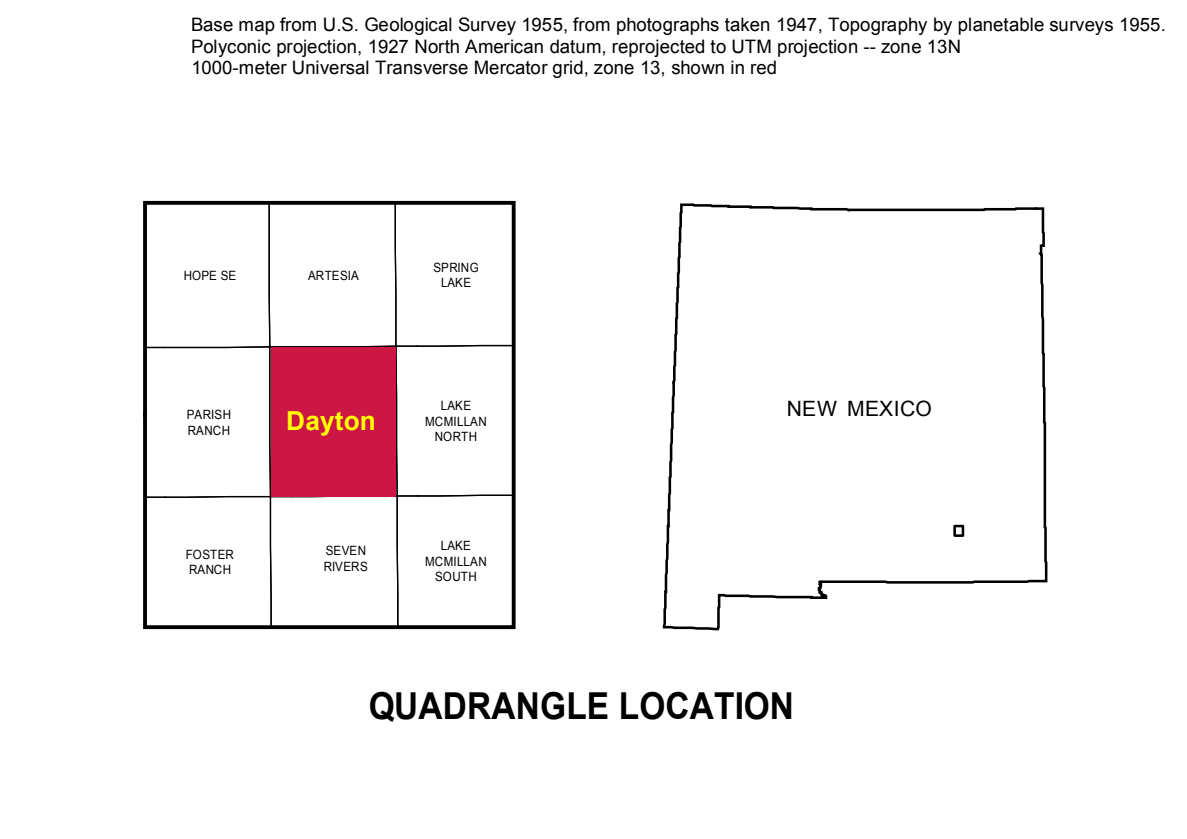 Base map from U.S. Geological Survey 1955, from photographs taken 1947, Topography by planetable surveys 1955.
Polyconic projection, 1927 North American datum, reprojected to UTM projection -- zone 13N
1000-meter Universal Transverse Mercator grid, zone 13, shown in red
HOPE SE
ARTESIA
SPRING
LAKE
PARISH
RANCH
Dayton
LAKE
MCMILLAN
NORTH
FOSTER
RANCH
SEVEN
RIVERS
LAKE
MCMILLAN
SOUTH
NEW MEXICO
QUADRANGLE LOCATION